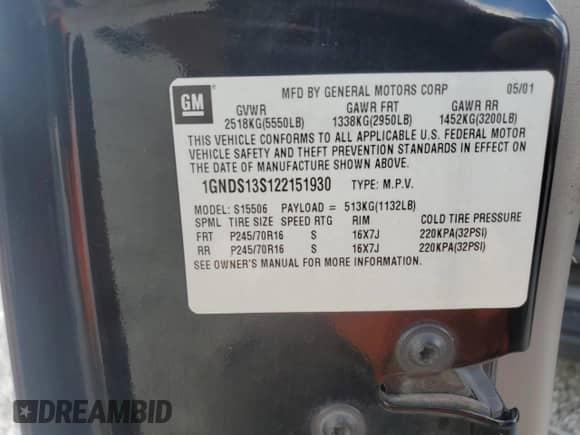 GM
MFD BY GENERAL MOTORS CORP 05/01
GVWR GAWR FRT GAWR RR
2518KG(5550LB) 1338KG(2950LB) 1452KG(3200LB)
THIS VEHICLE CONFORMS TO ALL APPLICABLE U.S. FEDERAL MOTOR
VEHICLE SAFETY AND THEFT PREVENTION STANDARDS IN EFFECT ON
THE DATE OF MANUFACTURE SHOWN ABOVE.
1GNDS13S122151930 TYPE: M.P.V.
MODEL: S15506 PAYLOAD = 513KG(1132LB)
SPML TIRE SIZE SPEED RTG RIM COLD TIRE PRESSURE
FRT P245/70R16 S 16X7J 220KPA(32PSI)
RR P245/70R16 S 16X7J 220KPA(32PSI)
SEE OWNER'S MANUAL FOR MORE INFORMATION.
DREAMBID